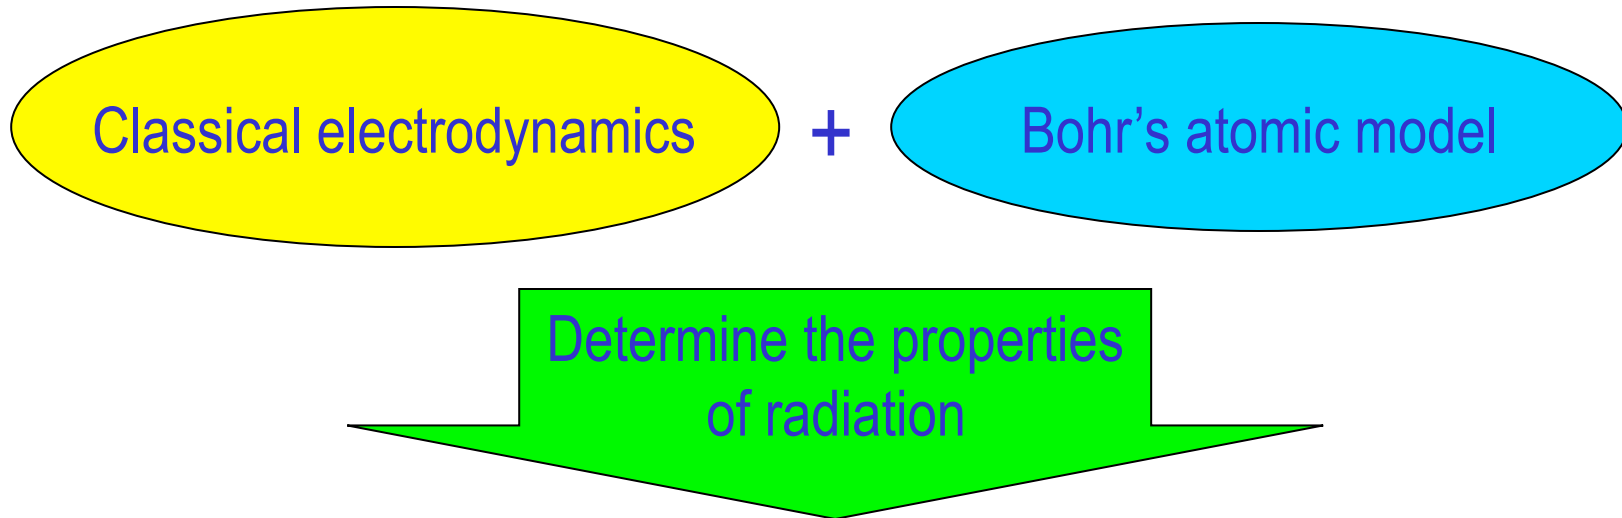 Classical electrodynamics + Bohr’s atomic model
Determine the properties
of radiation